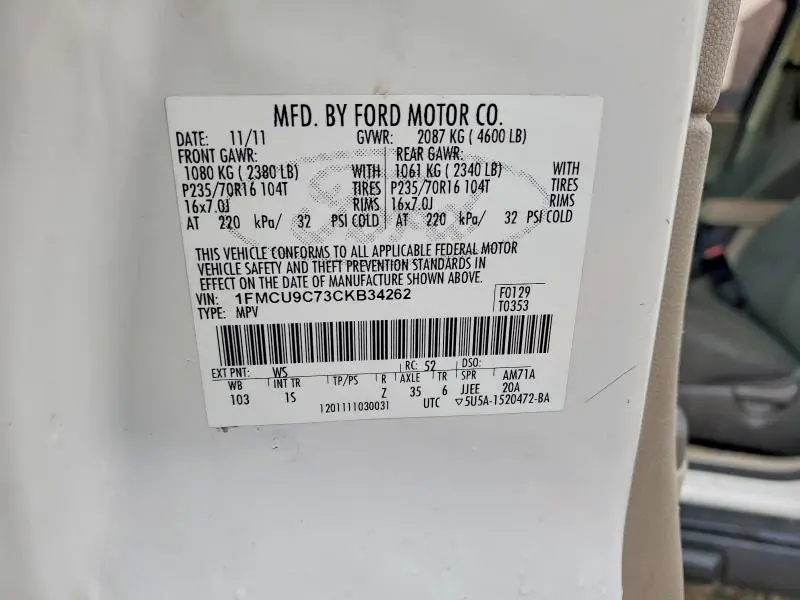 MFD. BY FORD MOTOR CO.
DATE: 11/11 GVWR: 2087 KG ( 4600 LB)
FRONT GAWR: REAR GAWR:
1080 KG ( 2380 LB) WITH 1061 KG ( 2340 LB) WITH
P235/70R16 104T TIRES P235/70R16 104T TIRES
16x7.0J RIMS 16x7.0J RIMS
AT 220 kPa/ 32 PSI COLD AT 220 kPa/ 32 PSI COLD
THIS VEHICLE CONFORMS TO ALL APPLICABLE FEDERAL MOTOR
VEHICLE SAFETY AND THEFT PREVENTION STANDARDS IN
EFFECT ON THE DATE OF MANUFACTURE SHOWN ABOVE.
VIN: 1FMCU9C73CKB34262 F0129
TYPE: MPV T0353
EXT PNT: WS RC: 52 DSO:
WB INT TR TP/PS R AXLE TR SPR AM71A
103 1S Z 35 6 JJEE 20A
1201111030031 UTC ▽5U5A-1520472-BA